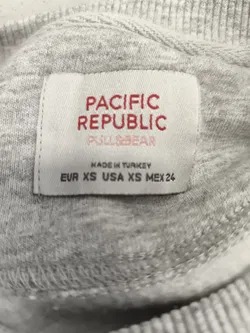 PACIFIC
REPUBLIC
PULL&BEAR
MADE IN TURKEY
EUR XS USA XS MEX 24